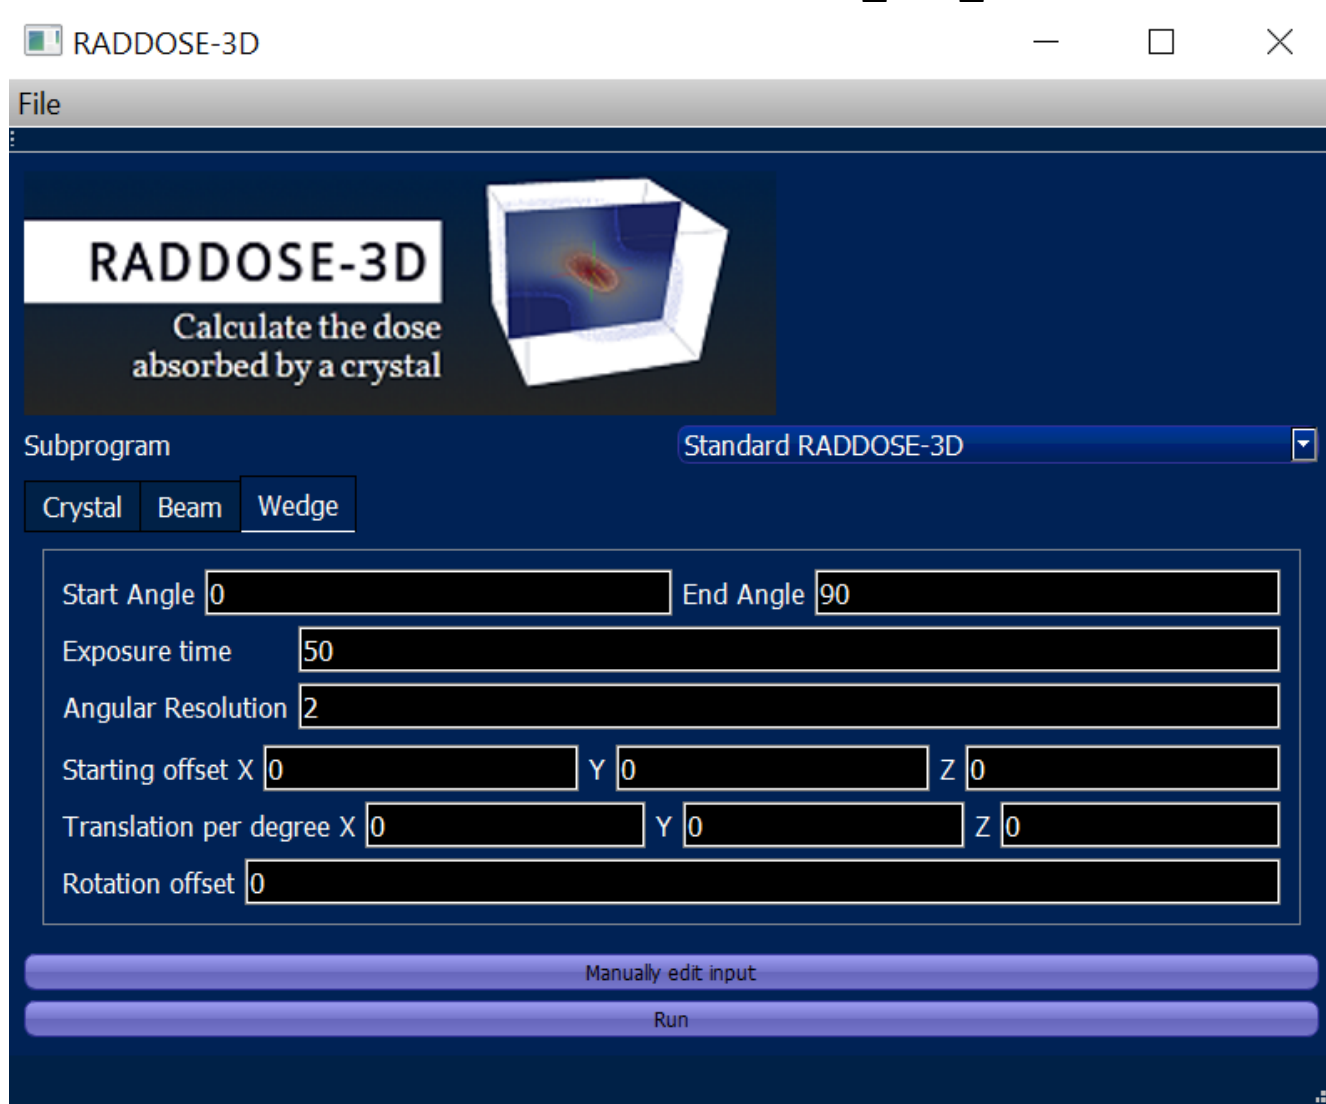 RADDOSE-3D
File
RADDOSE-3D
Calculate the dose
absorbed by a crystal
Subprogram Standard RADDOSE-3D
Crystal Beam Wedge
Start Angle 0 End Angle 90
Exposure time 50
Angular Resolution 2
Starting offset X 0 Y 0 Z 0
Translation per degree X 0 Y 0 Z 0
Rotation offset 0
Manually edit input
Run